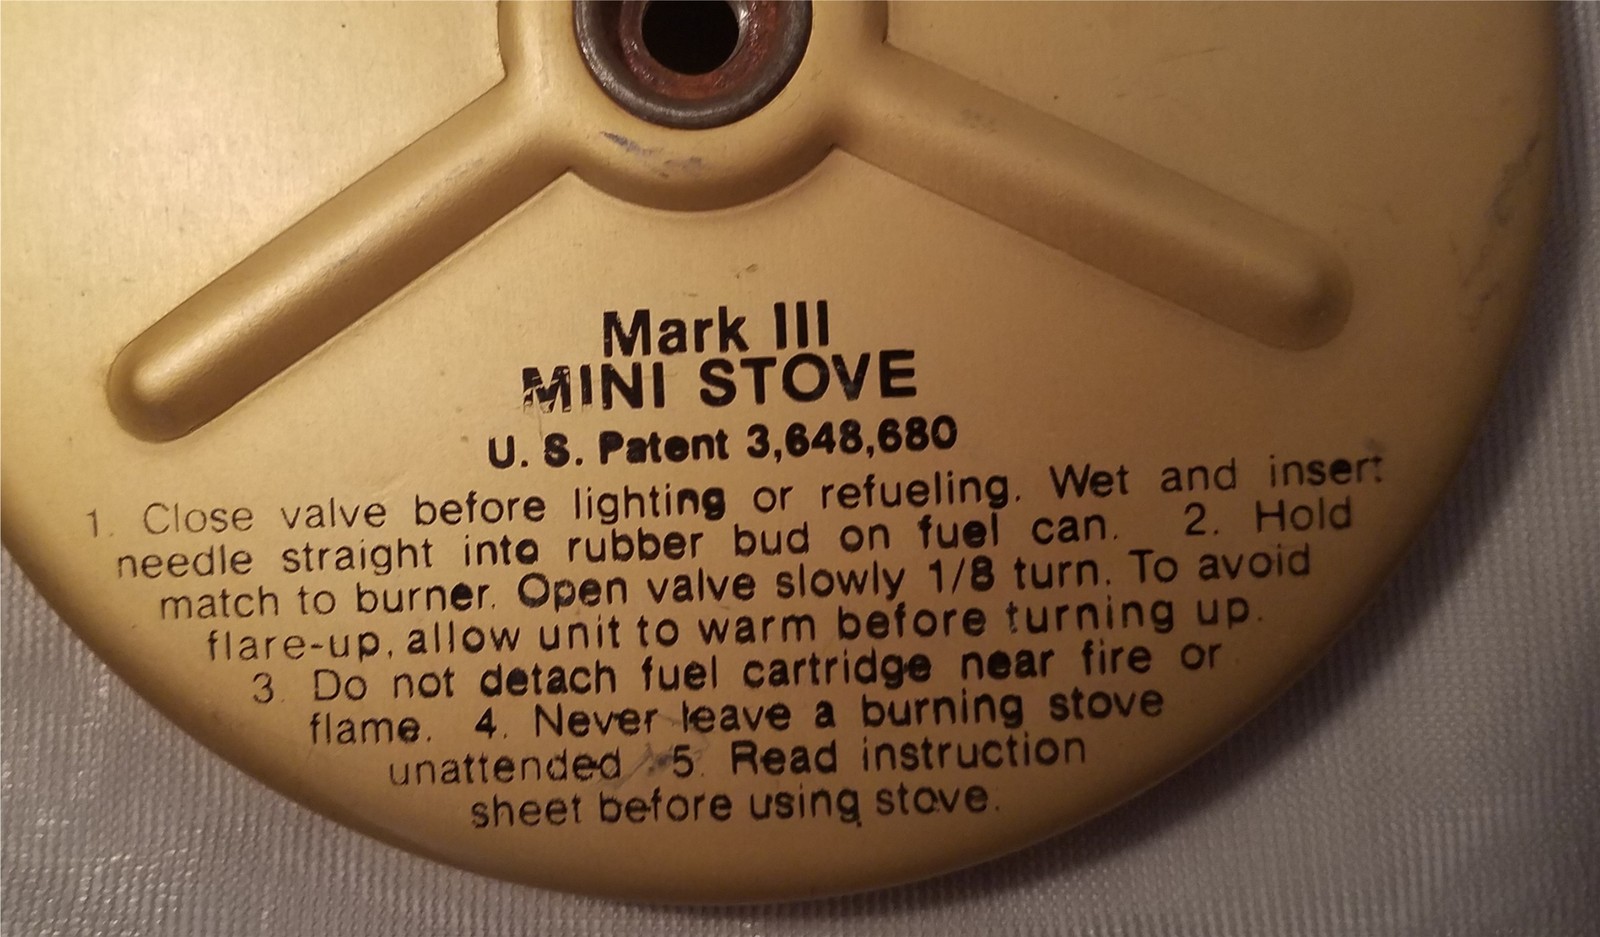 Mark III
MINI STOVE
U. S. Patent 3,648,680
1. Close valve before lighting or refueling. Wet and insert
needle straight into rubber bud on fuel can. 2. Hold
match to burner. Open valve slowly 1/8 turn. To avoid
flare-up, allow unit to warm before turning up.
3. Do not detach fuel cartridge near fire or
flame. 4. Never leave a burning stove
unattended 5. Read instruction
sheet before using stove.